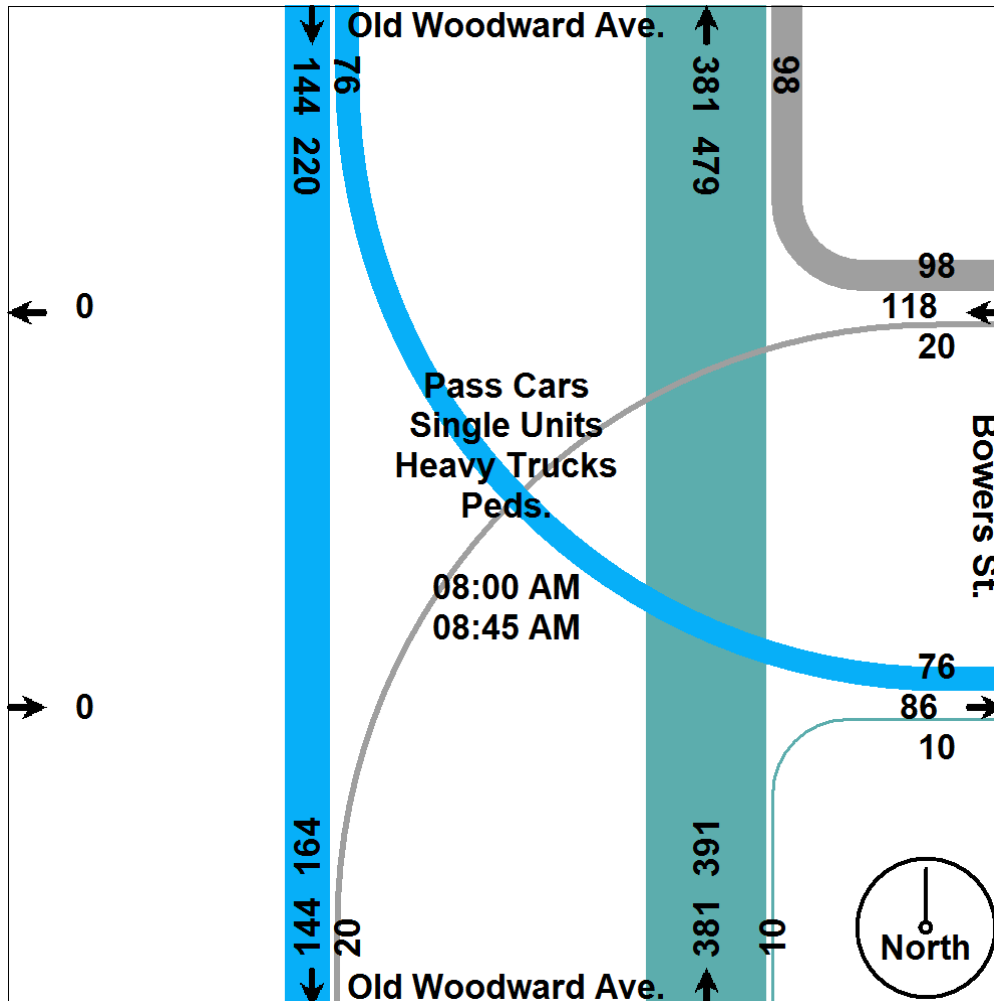 Old Woodward Ave.
144 220
76
381 479
98
0
98
118
20
Pass Cars
Single Units
Heavy Trucks
Peds.
08:00 AM
08:45 AM
Bowers St.
76
86
10
0
144 164
20
381 391
10
North
Old Woodward Ave.